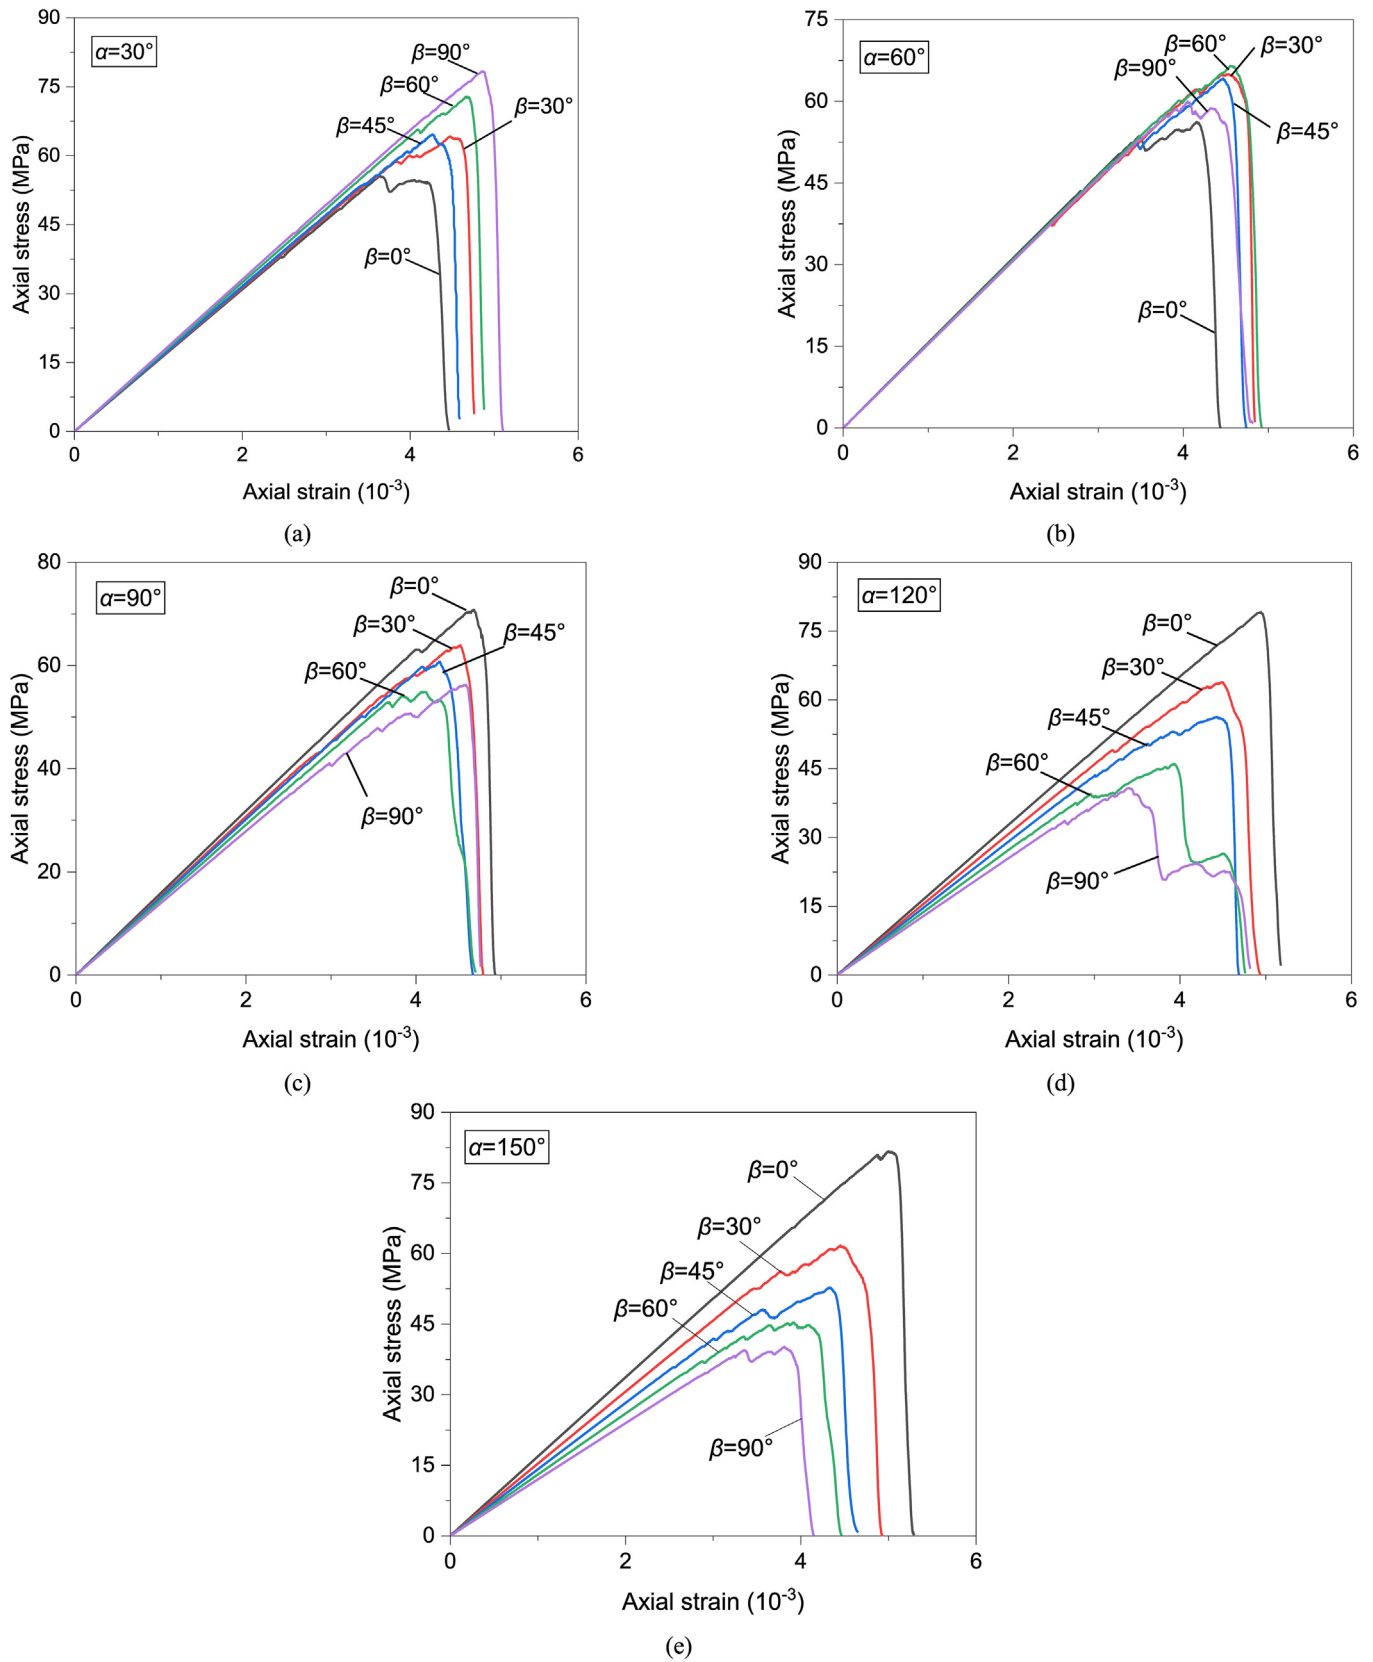 90
75
60
45
30
15
0
0
2
4
6
α=30°
β=90°
β=60°
β=30°
β=45°
β=0°
Axial stress (MPa)
Axial strain (10⁻³)
(a)
75
60
45
30
15
0
0
2
4
6
α=60°
β=60°
β=30°
β=90°
β=45°
β=0°
Axial stress (MPa)
Axial strain (10⁻³)
(b)
80
60
40
20
0
0
2
4
6
α=90°
β=0°
β=30°
β=45°
β=60°
β=90°
Axial stress (MPa)
Axial strain (10⁻³)
(c)
90
75
60
45
30
15
0
0
2
4
6
α=120°
β=0°
β=30°
β=45°
β=60°
β=90°
Axial stress (MPa)
Axial strain (10⁻³)
(d)
90
75
60
45
30
15
0
0
2
4
6
α=150°
β=0°
β=30°
β=45°
β=60°
β=90°
Axial stress (MPa)
Axial strain (10⁻³)
(e)